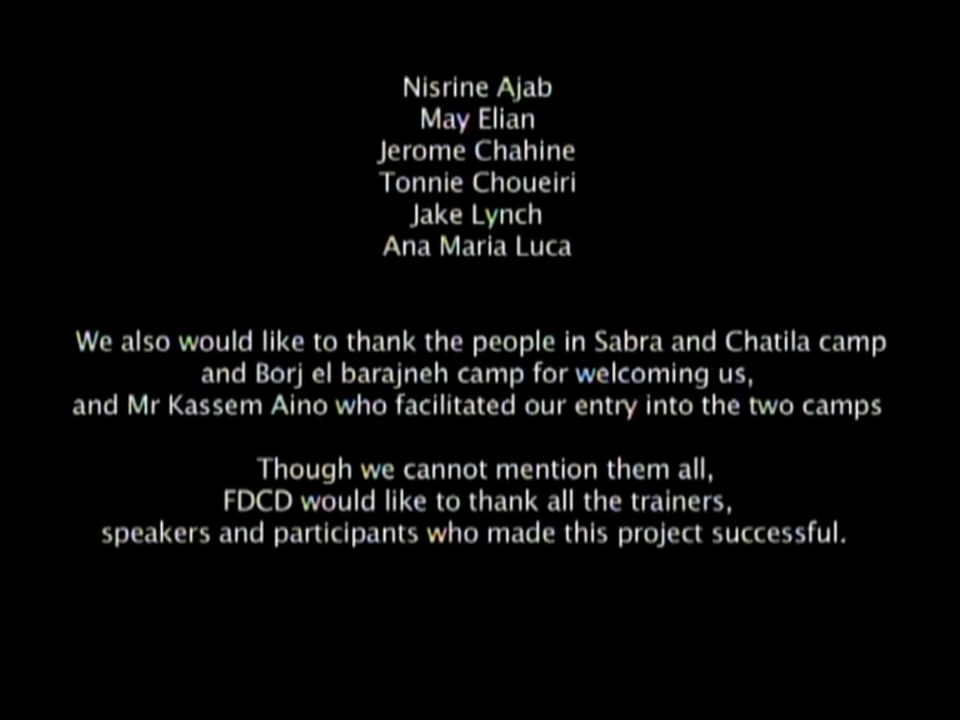 Nisrine Ajab
May Elian
Jerome Chahine
Tonnie Choueiri
Jake Lynch
Ana Maria Luca
We also would like to thank the people in Sabra and Chatila camp
and Borj el barajneh camp for welcoming us,
and Mr Kassem Aino who facilitated our entry into the two camps
Though we cannot mention them all,
FDCD would like to thank all the trainers,
speakers and participants who made this project successful.